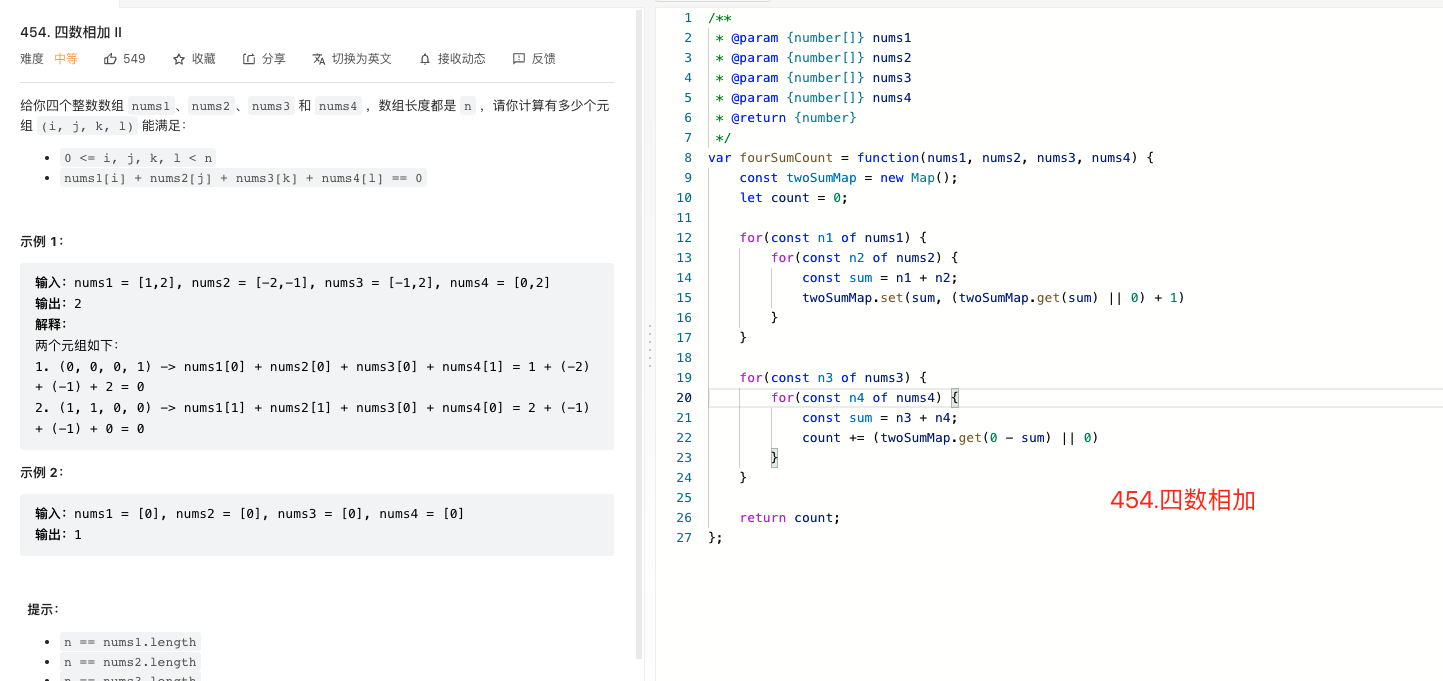 454. 四数相加 II
难度 中等 549 收藏 分享 切换为英文 接收动态 反馈
给你四个整数数组 nums1 、nums2 、nums3 和 nums4 ，数组长度都是 n ，请你计算有多少个元
组 (i, j, k, l) 能满足：
• 0 <= i, j, k, l < n
• nums1[i] + nums2[j] + nums3[k] + nums4[l] == 0
示例 1：
输入：nums1 = [1,2], nums2 = [-2,-1], nums3 = [-1,2], nums4 = [0,2]
输出：2
解释：
两个元组如下：
1. (0, 0, 0, 1) -> nums1[0] + nums2[0] + nums3[0] + nums4[1] = 1 + (-2)
+ (-1) + 2 = 0
2. (1, 1, 0, 0) -> nums1[1] + nums2[1] + nums3[0] + nums4[0] = 2 + (-1)
+ (-1) + 0 = 0
示例 2：
输入：nums1 = [0], nums2 = [0], nums3 = [0], nums4 = [0]
输出：1
提示：
• n == nums1.length
• n == nums2.length
• n == nums3.length
1 /**
2 * @param {number[]} nums1
3 * @param {number[]} nums2
4 * @param {number[]} nums3
5 * @param {number[]} nums4
6 * @return {number}
7 */
8 var fourSumCount = function(nums1, nums2, nums3, nums4) {
9 const twoSumMap = new Map();
10 let count = 0;
11
12 for(const n1 of nums1) {
13 for(const n2 of nums2) {
14 const sum = n1 + n2;
15 twoSumMap.set(sum, (twoSumMap.get(sum) || 0) + 1)
16 }
17 }
18
19 for(const n3 of nums3) {
20 for(const n4 of nums4) {
21 const sum = n3 + n4;
22 count += (twoSumMap.get(0 - sum) || 0)
23 }
24 }
25
26 return count;
27 };
454.四数相加